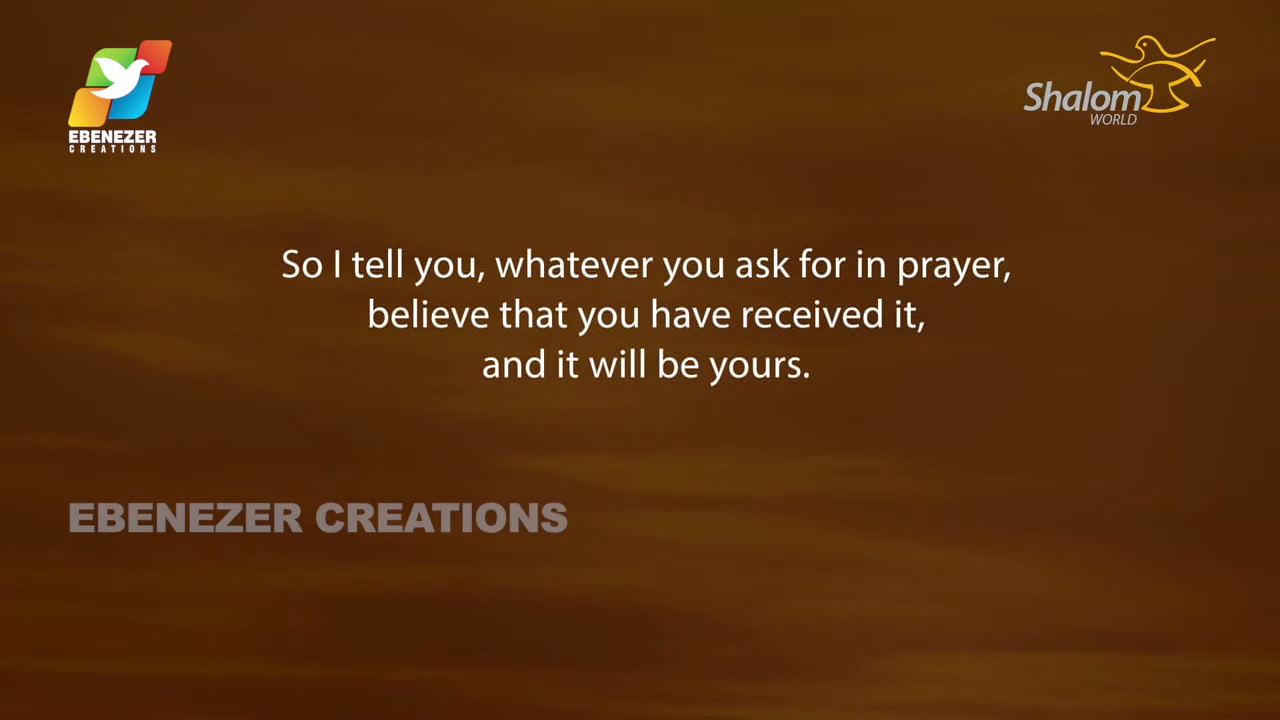 EBENEZER
CREATIONS
Shalom
WORLD
So I tell you, whatever you ask for in prayer,
believe that you have received it,
and it will be yours.
EBENEZER CREATIONS